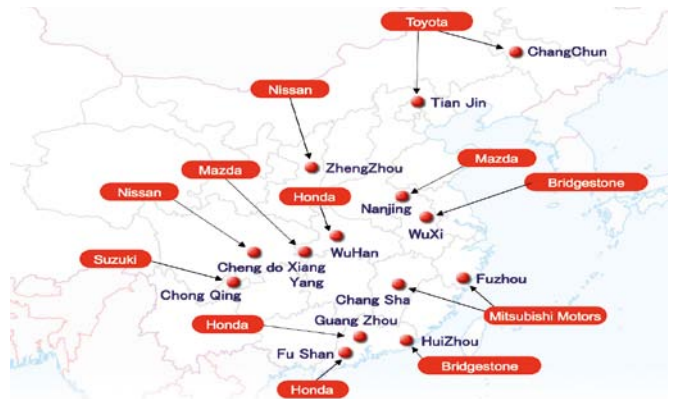 Toyota
ChangChun
Nissan
Tian Jin
Mazda
ZhengZhou
Mazda
Nissan
Honda
Nanjing
Bridgestone
WuXi
Suzuki
Cheng do Xiang
Yang
WuHan
Fuzhou
Chong Qing
Chang Sha
Honda
Guang Zhou
Mitsubishi Motors
Fu Shan
HuiZhou
Honda
Bridgestone